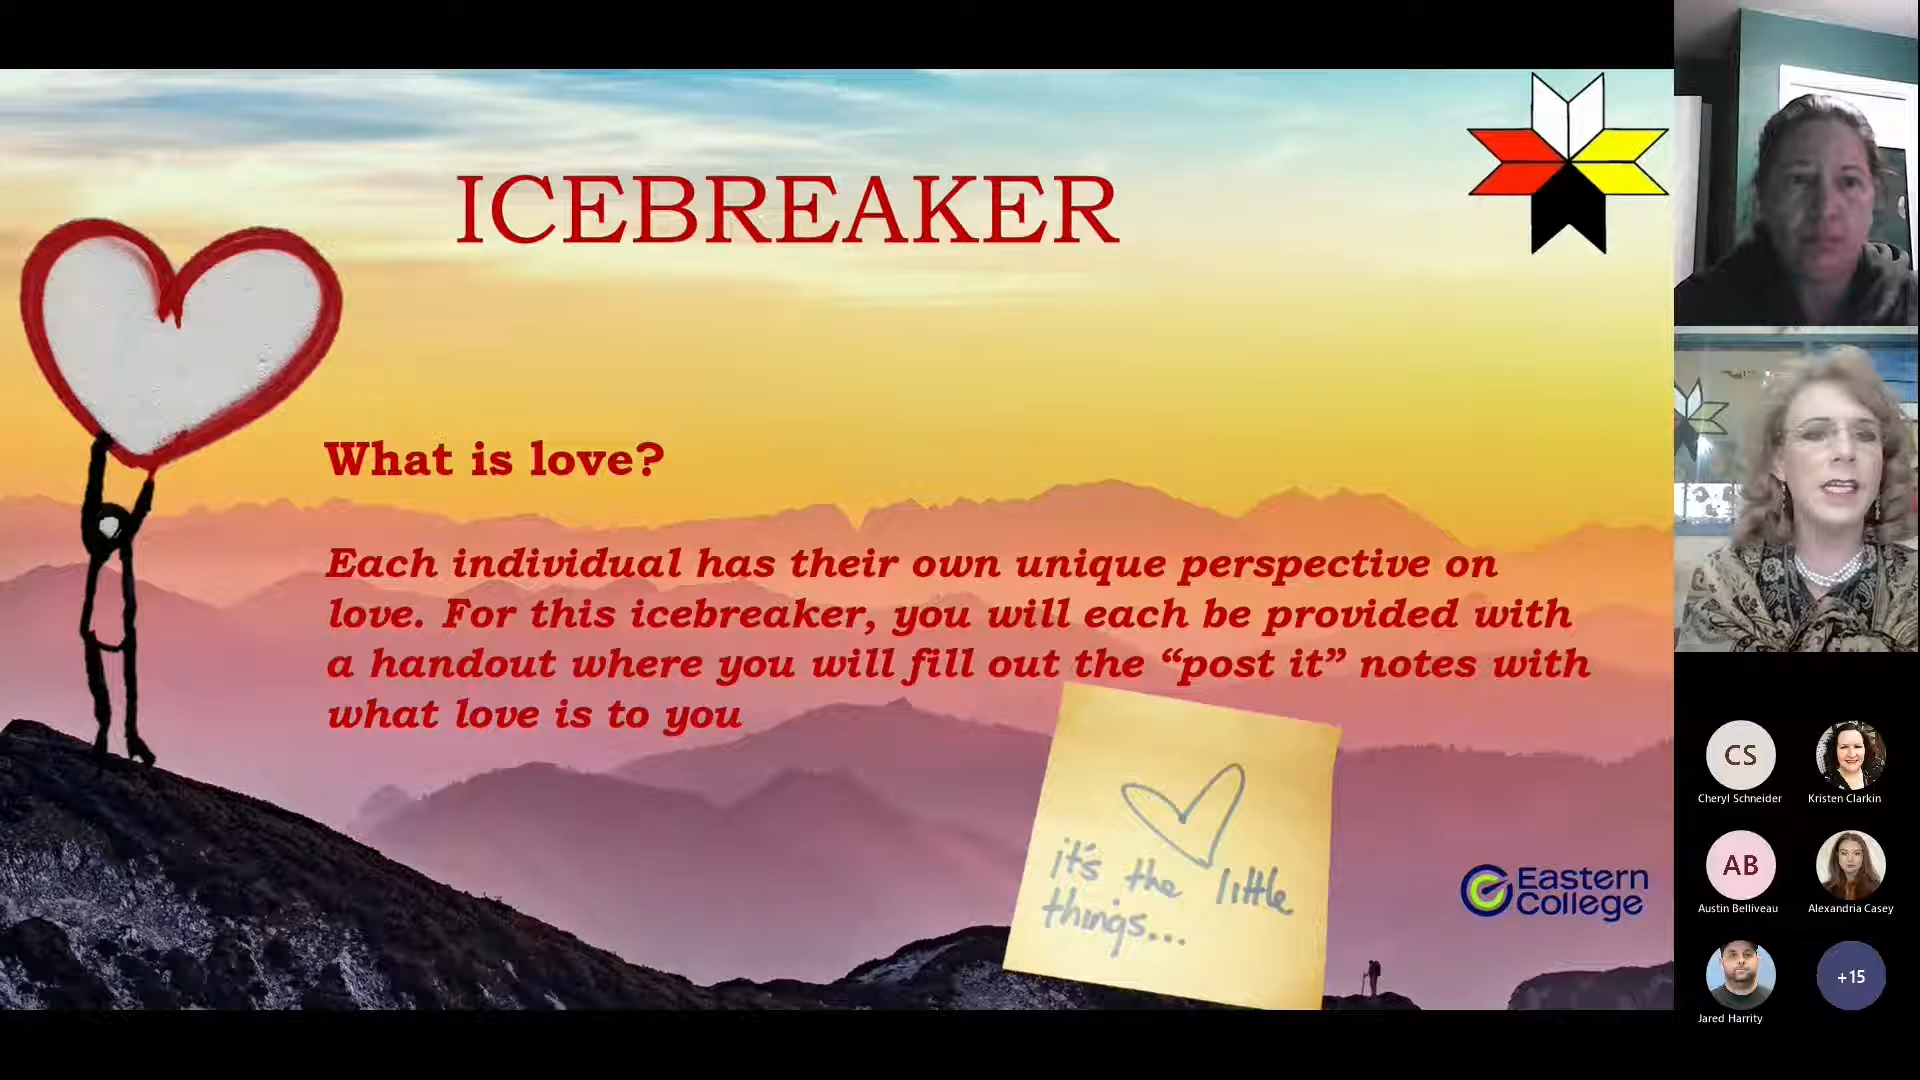 ICEBREAKER
What is love?
Each individual has their own unique perspective on
love. For this icebreaker, you will each be provided with
a handout where you will fill out the “post it” notes with
what love is to you
it's the little
things...
Eastern
College
CS
Cheryl Schneider
Kristen Clarkin
AB
Austin Belliveau
Alexandria Casey
Jared Harrity
+15